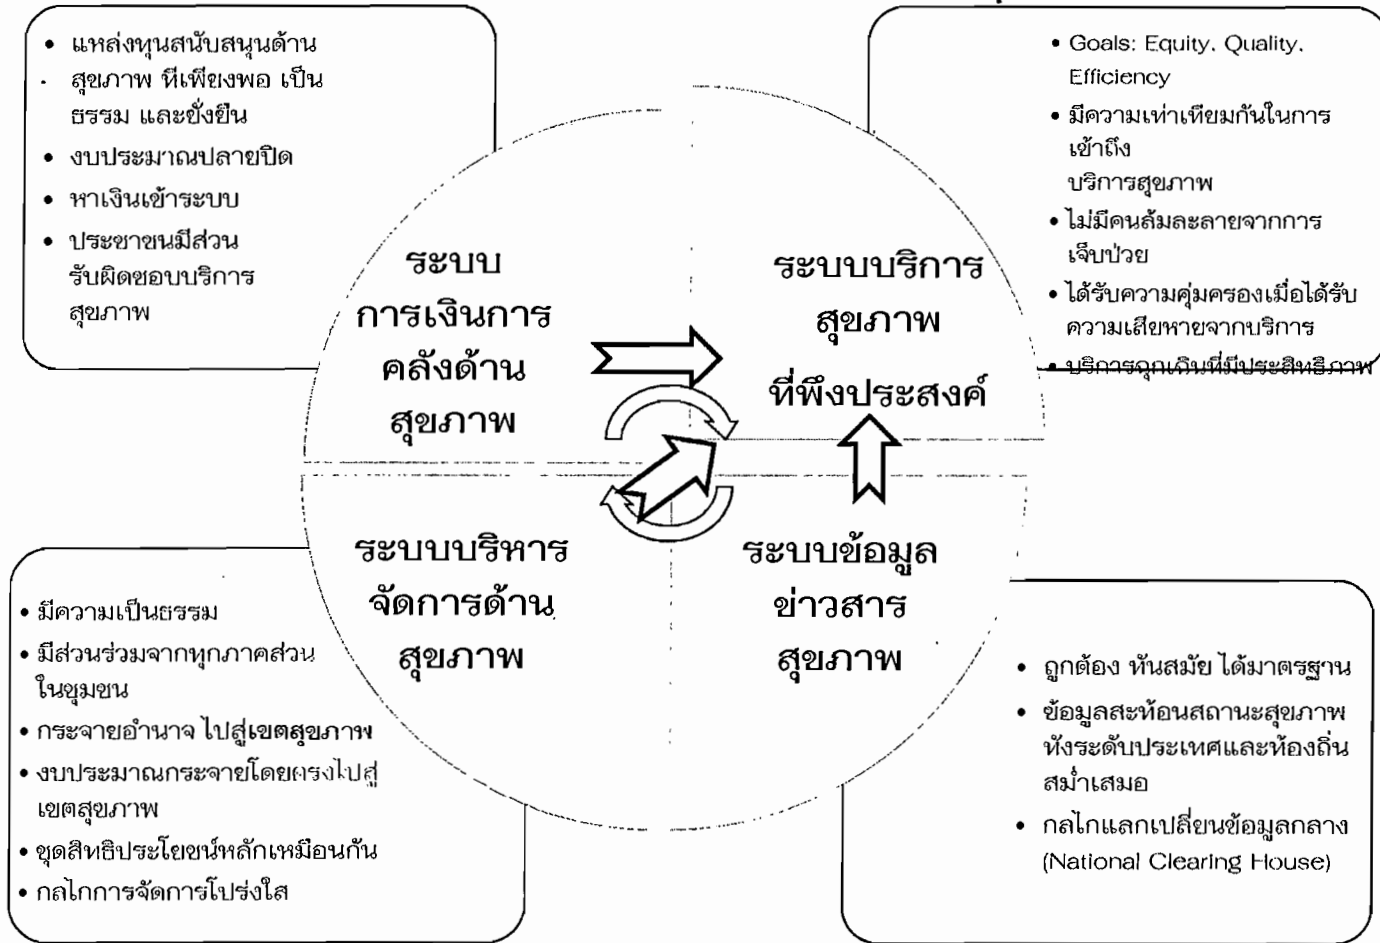 • แหล่งทุนสนับสนุนด้าน
สุขภาพ ที่เพียงพอ เป็น
ธรรม และยั่งยืน
• งบประมาณปลายปิด
• หาเงินเข้าระบบ
• ประชาชนมีส่วน
รับผิดชอบบริการ
สุขภาพ
• Goals: Equity, Quality,
Efficiency
• มีความเท่าเทียมกันในการ
เข้าถึง
บริการสุขภาพ
• ไม่มีคนล้มละลายจากการ
เจ็บป่วย
• ได้รับความคุ่มครองเมื่อได้รับ
ความเสียหายจากบริการ
• บริการฉุกเฉินที่มีประสิทธิภาพ
ระบบ
การเงินการ
คลังด้าน
สุขภาพ
ระบบบริการ
สุขภาพ
ที่พึงประสงค์
ระบบบริหาร
จัดการด้าน
สุขภาพ
ระบบข้อมูล
ข่าวสาร
สุขภาพ
• มีความเป็นธรรม
• มีส่วนร่วมจากทุกภาคส่วน
ในชุมชน
• กระจายอำนาจ ไปสู่เขตสุขภาพ
• งบประมาณกระจายโดยตรงไปสู่
เขตสุขภาพ
• ชุดสิทธิประโยชน์หลักเหมือนกัน
• กลไกการจัดการโปร่งใส
• ถูกต้อง ทันสมัย ได้มาตรฐาน
• ข้อมูลสะท้อนสถานะสุขภาพ
ทั้งระดับประเทศและท้องถิ่น
สม่ำเสมอ
• กลไกแลกเปลี่ยนข้อมูลกลาง
(National Clearing House)